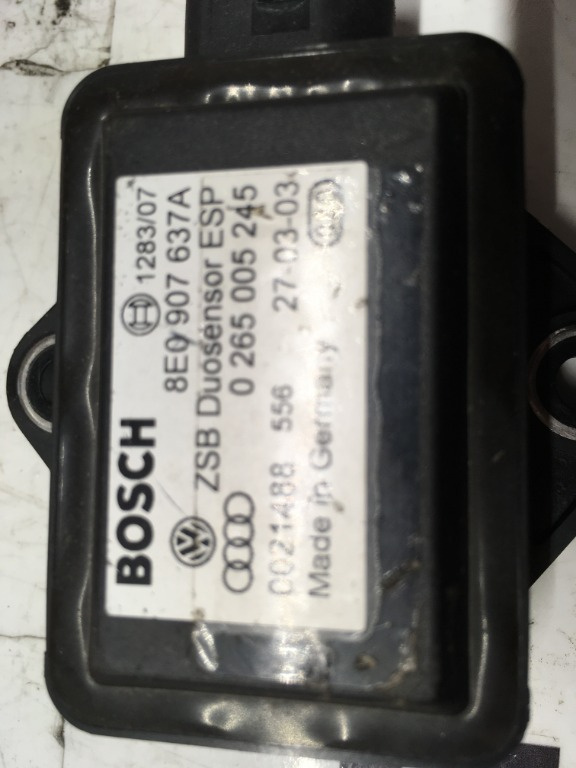 BOSCH 1283/07
8E0 907 637A
ZSB Duosensor ESP
0 265 005 245
0021488 556 27-03-03
Made in Germany